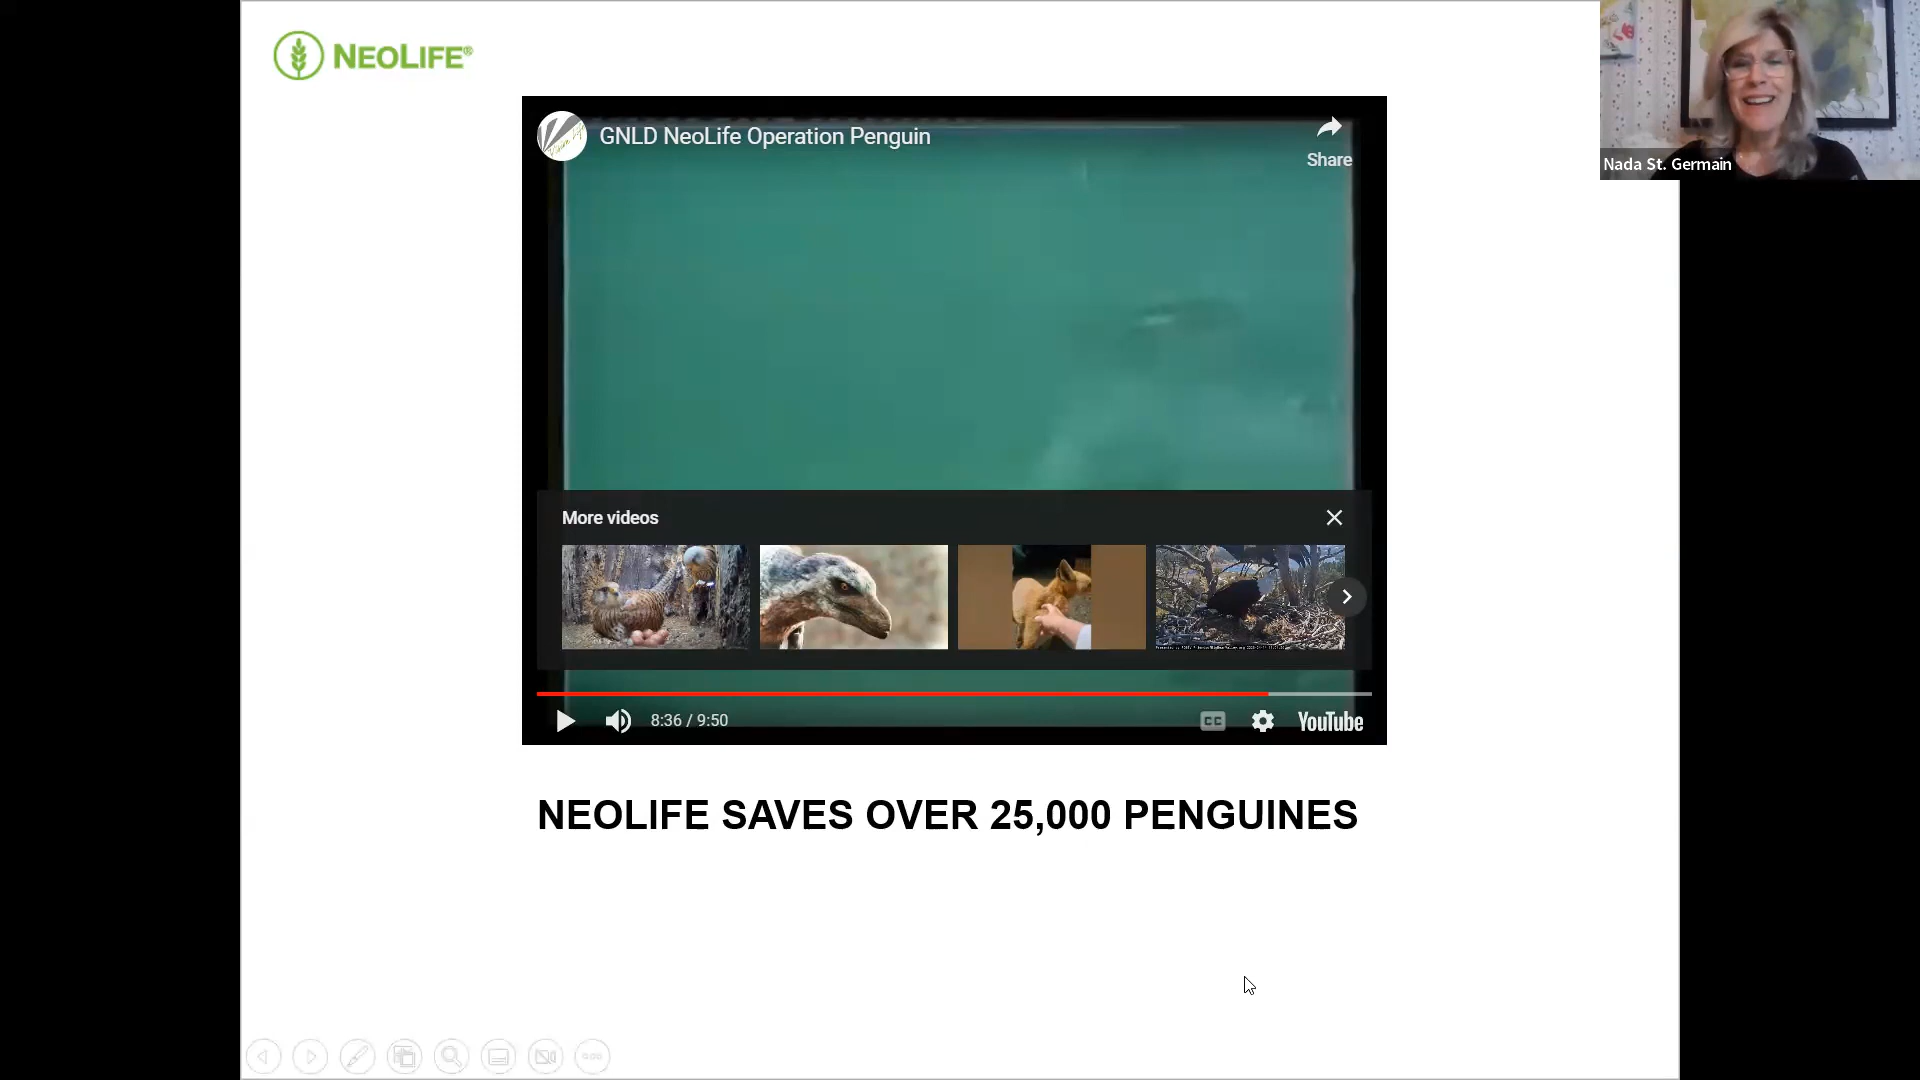 NEOLIFE®
GNLD NeoLife Operation Penguin
Share
Nada St. Germain
More videos
8:36 / 9:50
CC
YouTube
NEOLIFE SAVES OVER 25,000 PENGUINES